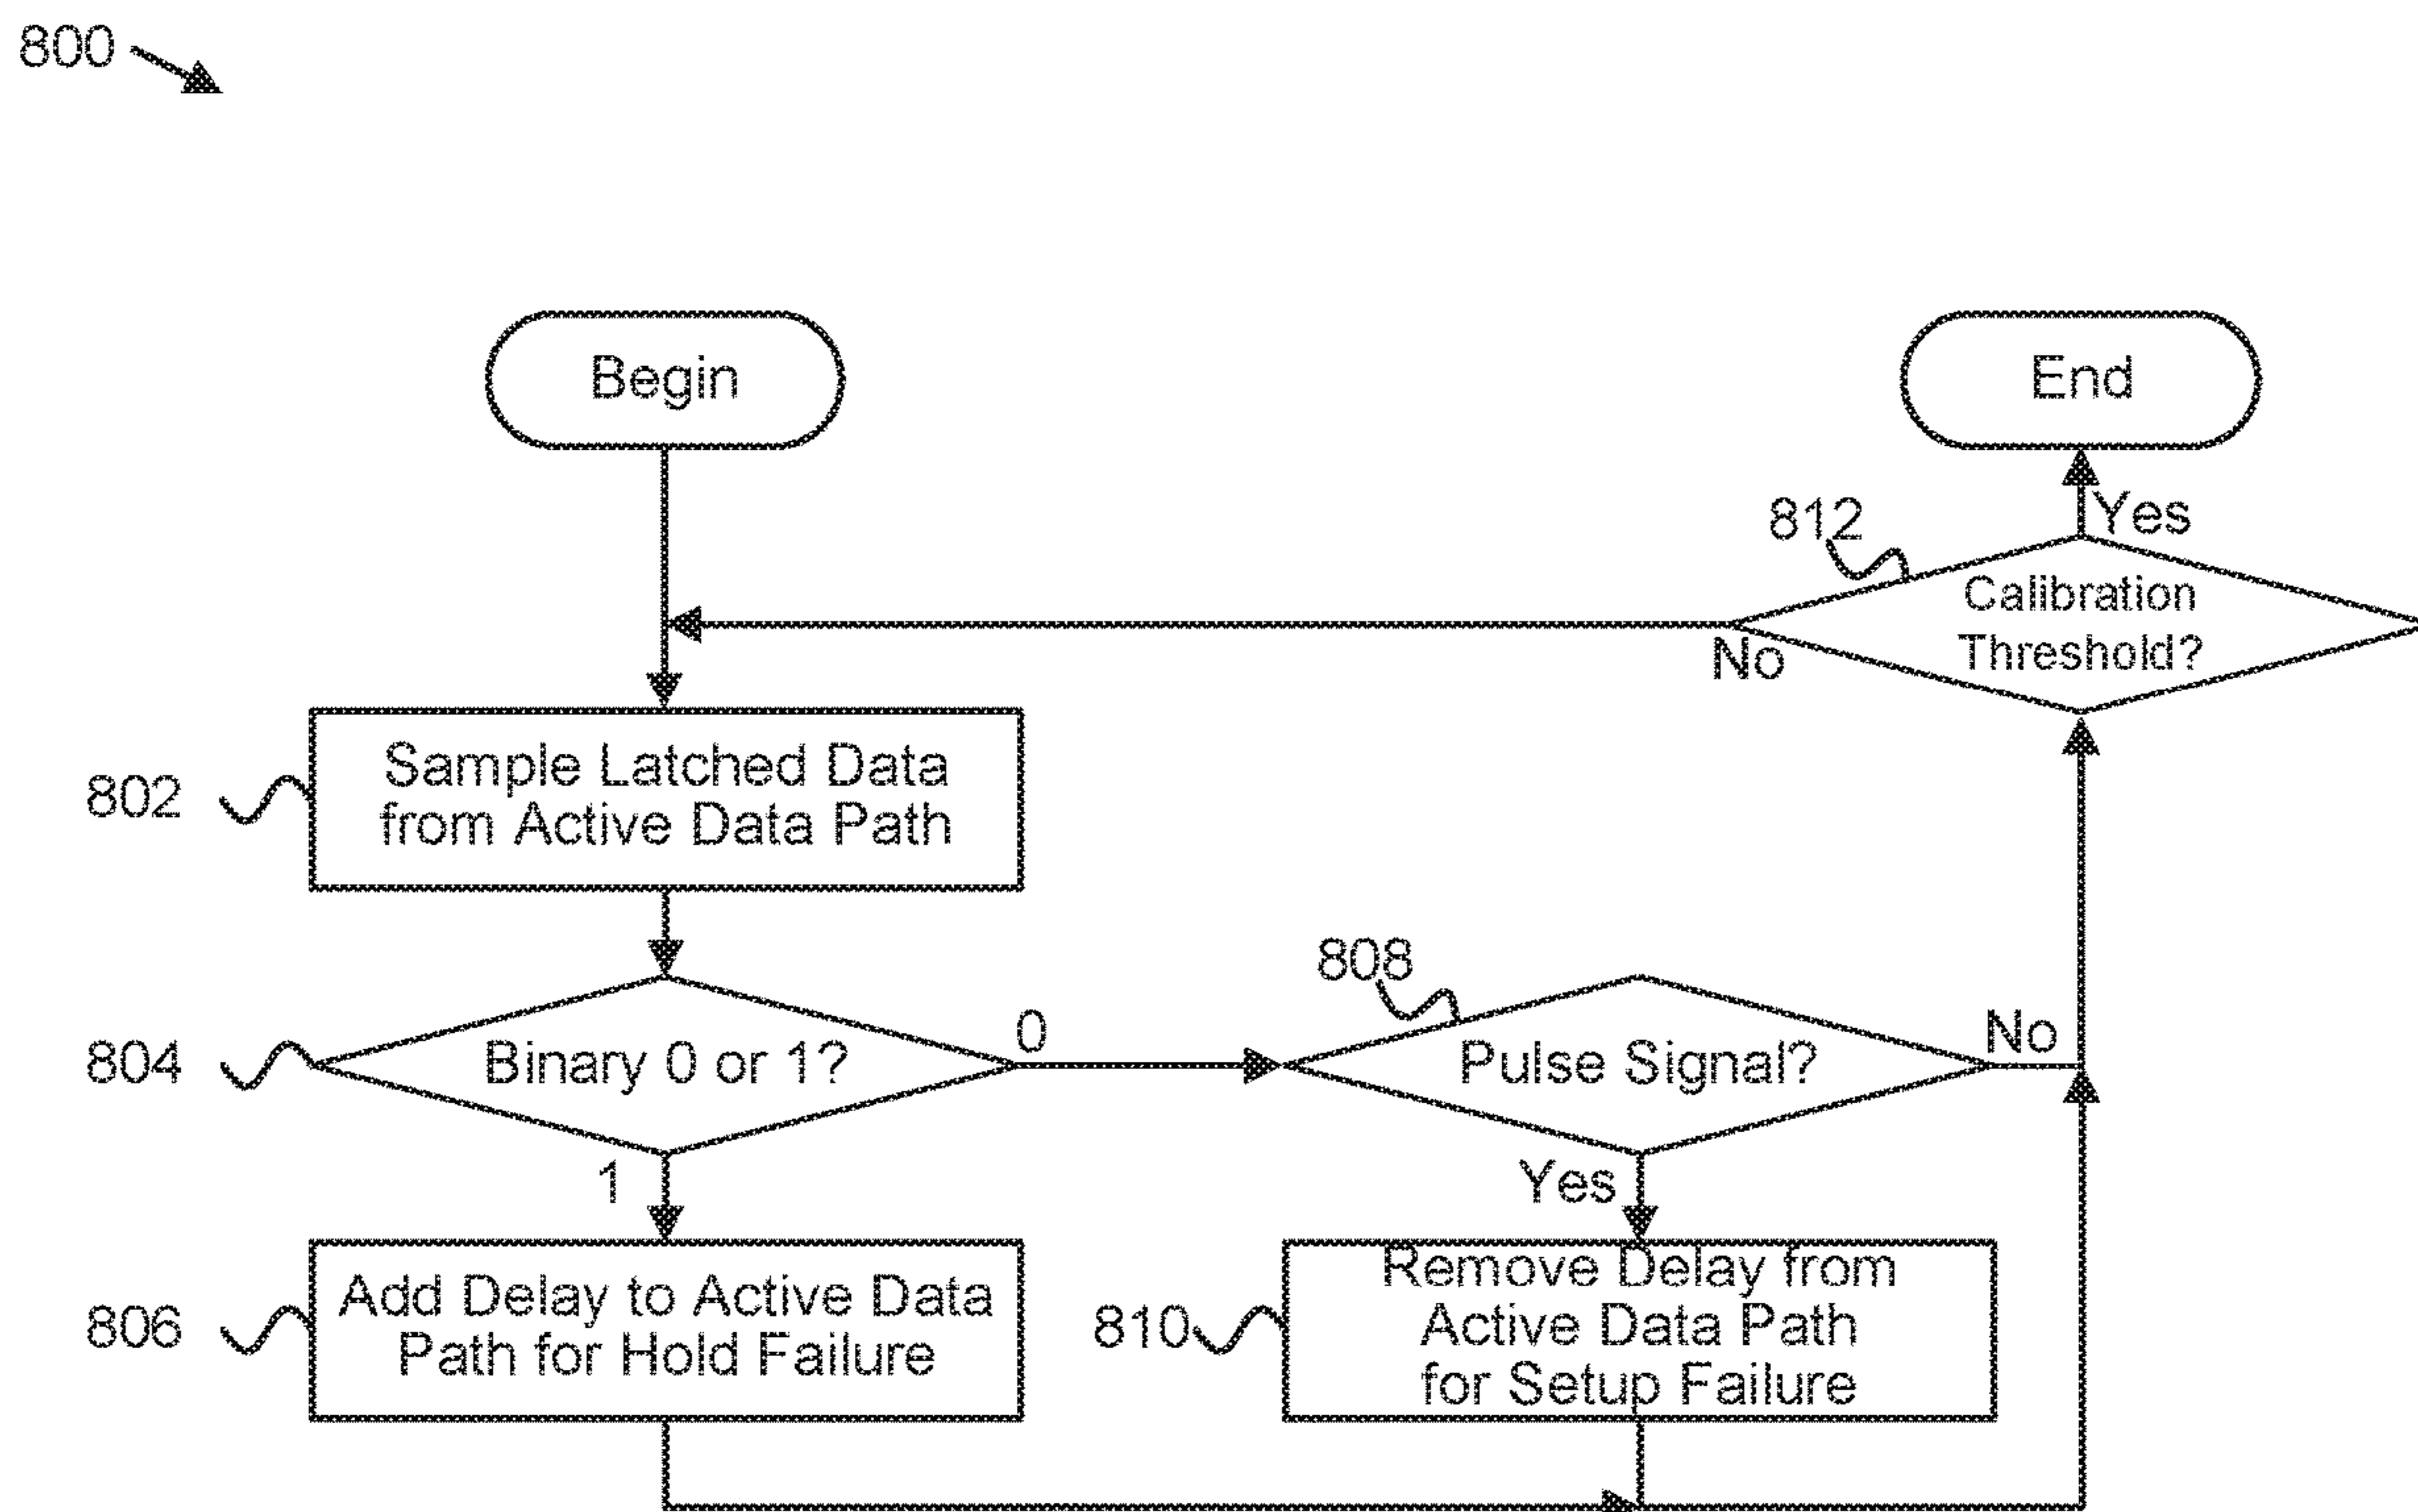 800
Begin
End
812
Yes
Calibration
Threshold?
No
802
Sample Latched Data
from Active Data Path
808
804
Binary 0 or 1?
0
Pulse Signal?
No
1
Yes
806
Add Delay to Active Data
Path for Hold Failure
810
Remove Delay from
Active Data Path
for Setup Failure